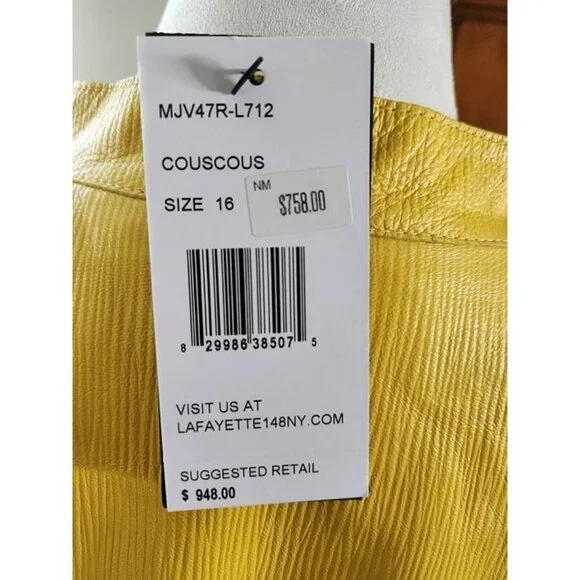 MJV47R-L712
COUSCOUS
SIZE 16
NM
$758.00
8 29986 38507 5
VISIT US AT
LAFAYETTE148NY.COM
SUGGESTED RETAIL
$ 948.00